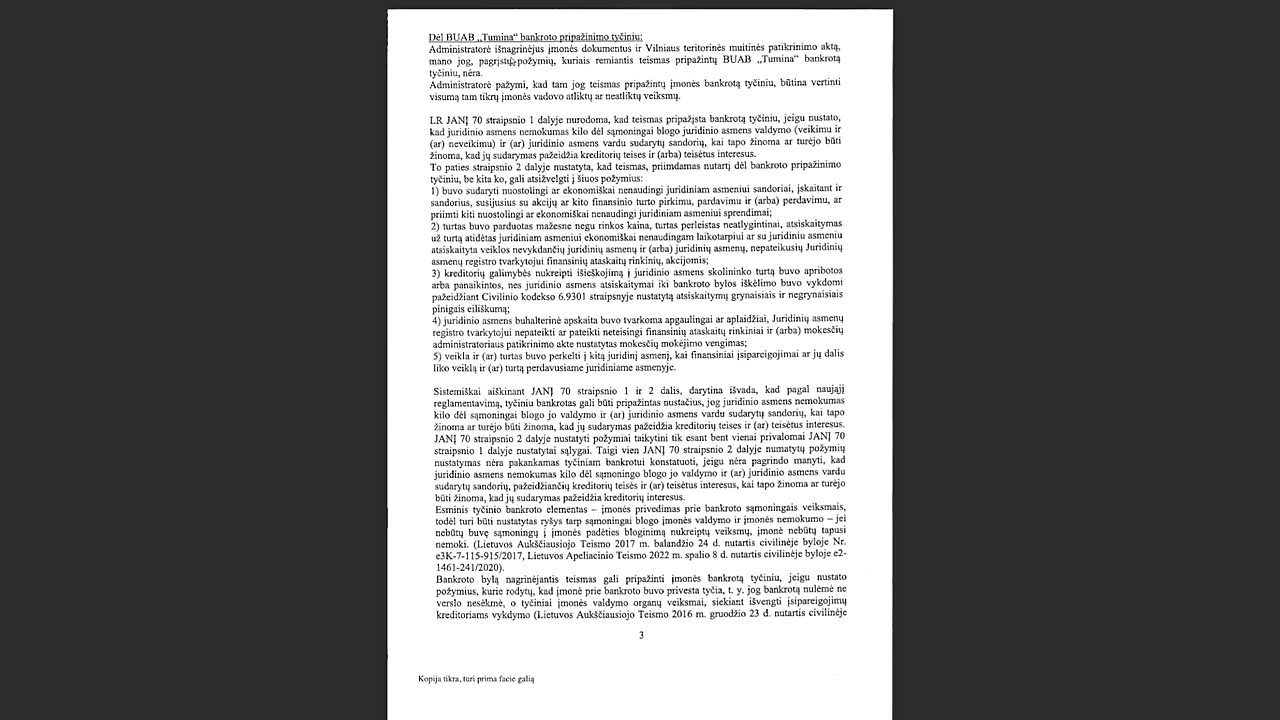 Dėl BUAB „Tumina“ bankroto pripažinimo tyčiniu:
Administratorė išnagrinėjus įmonės dokumentus ir Vilniaus teritorinės muitinės patikrinimo aktą,
mano jog, pagrįstų požymių, kuriais remiantis teismas pripažintų BUAB „Tumina“ bankrotą
tyčiniu, nėra.
Administratorė pažymi, kad tam jog teismas pripažintų įmonės bankrotą tyčiniu, būtina vertinti
visumą tam tikrų įmonės vadovo atliktų ar neatliktų veiksmų.
LR JANĮ 70 straipsnio 1 dalyje nurodoma, kad teismas pripažįsta bankrotą tyčiniu, jeigu nustato,
kad juridinio asmens nemokumas kilo dėl sąmoningai blogo juridinio asmens valdymo (veikimu ir
(ar) neveikimu) ir (ar) juridinio asmens vardu sudarytų sandorių, kai tapo žinoma ar turėjo būti
žinoma, kad jų sudarymas pažeidžia kreditorių teises ir (arba) teisėtus interesus.
To paties straipsnio 2 dalyje nustatyta, kad teismas, priimdamas nutartį dėl bankroto pripažinimo
tyčiniu, be kita ko, gali atsižvelgti į šiuos požymius:
1) buvo sudaryti nuostolingi ar ekonomiškai nenaudingi juridiniam asmeniui sandoriai, įskaitant ir
sandorius, susijusius su akcijų ar kito finansinio turto pirkimu, pardavimu ir (arba) perdavimu, ar
priimti kiti nuostolingi ar ekonomiškai nenaudingi juridiniam asmeniui sprendimai;
2) turtas buvo parduotas mažesne negu rinkos kaina, turtas perleistas neatlygintinai, atsiskaitymas
už turtą atidėtas juridiniam asmeniui ekonomiškai nenaudingam laikotarpiui ar su juridiniu asmeniu
atsiskaityta veiklos nevykdančių juridinių asmenų ir (arba) juridinių asmenų, nepateikusių Juridinių
asmenų registro tvarkytojui finansinių ataskaitų rinkinių, akcijomis;
3) kreditorių galimybės nukreipti išieškojimą į juridinio asmens skolininko turtą buvo apribotos
arba panaikintos, nes juridinio asmens atsiskaitymai iki bankroto bylos iškėlimo buvo vykdomi
pažeidžiant Civilinio kodekso 6.9301 straipsnyje nustatytą atsiskaitymų grynaisiais ir negrynaisiais
pinigais eiliškumą;
4) juridinio asmens buhalterinė apskaita buvo tvarkoma apgaulingai ar aplaidžiai, Juridinių asmenų
registro tvarkytojui nepateikti ar pateikti neteisingi finansinių ataskaitų rinkiniai ir (arba) mokesčių
administratoriaus patikrinimo akte nustatytas mokesčių mokėjimo vengimas;
5) veikla ir (ar) turtas buvo perkelti į kitą juridinį asmenį, kai finansiniai įsipareigojimai ar jų dalis
liko veiklą ir (ar) turtą perdavusiame juridiniame asmenyje.
Sistemiškai aiškinant JANĮ 70 straipsnio 1 ir 2 dalis, darytina išvada, kad pagal naująjį
reglamentavimą, tyčiniu bankrotas gali būti pripažintas nustačius, jog juridinio asmens nemokumas
kilo dėl sąmoningai blogo jo valdymo ir (ar) juridinio asmens vardu sudarytų sandorių, kai tapo
žinoma ar turėjo būti žinoma, kad jų sudarymas pažeidžia kreditorių teises ir (ar) teisėtus interesus.
JANĮ 70 straipsnio 2 dalyje nustatyti požymiai taikytini tik esant bent vienai privalomai JANĮ 70
straipsnio 1 dalyje nustatytai sąlygai. Taigi vien JANĮ 70 straipsnio 2 dalyje numatytų požymių
nustatymas nėra pakankamas tyčiniam bankrotui konstatuoti, jeigu nėra pagrindo manyti, kad
juridinio asmens nemokumas kilo dėl sąmoningo blogo jo valdymo ir (ar) juridinio asmens vardu
sudarytų sandorių, pažeidžiančių kreditorių teisės ir (ar) teisėtus interesus, kai tapo žinoma ar turėjo
būti žinoma, kad jų sudarymas pažeidžia kreditorių interesus.
Esminis tyčinio bankroto elementas – įmonės privedimas prie bankroto sąmoningais veiksmais,
todėl turi būti nustatytas ryšys tarp sąmoningai blogo įmonės valdymo ir įmonės nemokumo – jei
nebūtų buvę sąmoningų į įmonės padėties bloginimą nukreiptų veiksmų, įmonė nebūtų tapusi
nemoki. (Lietuvos Aukščiausiojo Teismo 2017 m. balandžio 24 d. nutartis civilinėje byloje Nr.
e3K-7-115-915/2017, Lietuvos Apeliacinio Teismo 2022 m. spalio 8 d. nutartis civilinėje byloje e2-
1461-241/2020).
Bankroto bylą nagrinėjantis teismas gali pripažinti įmonės bankrotą tyčiniu, jeigu nustato
požymius, kurie rodytų, kad įmonė prie bankroto buvo privesta tyčia, t. y. jog bankrotą nulėmė ne
verslo nesėkmė, o tyčiniai įmonės valdymo organų veiksmai, siekiant išvengti įsipareigojimų
kreditoriams vykdymo (Lietuvos Aukščiausiojo Teismo 2016 m. gruodžio 23 d. nutartis civilinėje
3
Kopija tikra, turi prima facie galią